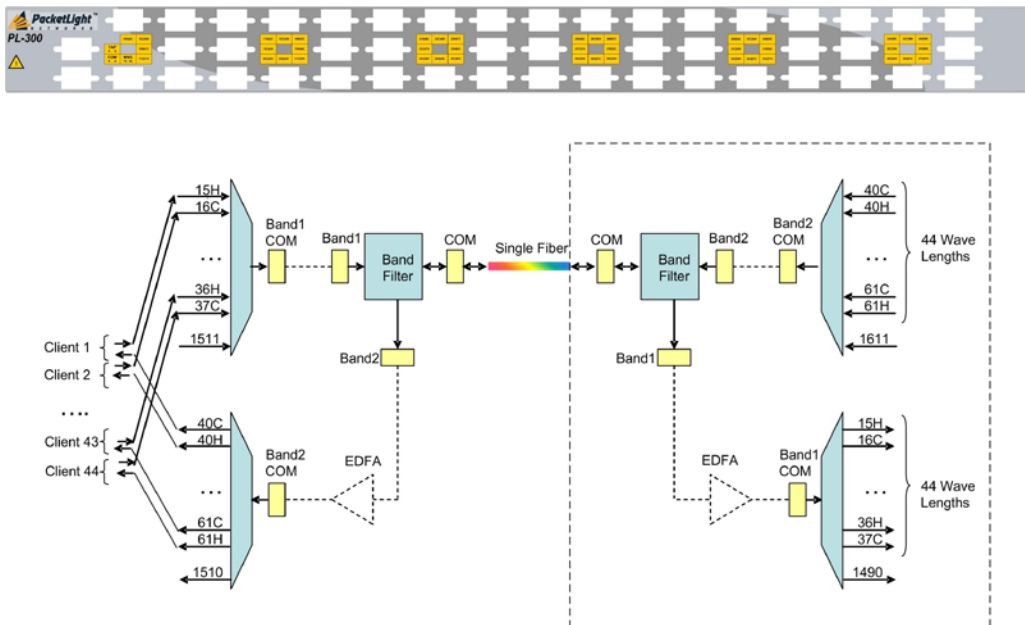 PacketLight
NETWORKS
PL-300
15H
16C
...
36H
37C
1511
Band1
COM
Band1
Band
Filter
COM
Single Fiber
COM
Band
Filter
Band2
Band2
COM
40C
40H
...
61C
61H
1611
44 Wave
Lengths
Client 1
Client 2
....
Client 43
Client 44
Band2
Band1
40C
40H
...
61C
61H
1510
Band2
COM
EDFA
EDFA
Band1
COM
15H
16C
...
36H
37C
1490
44 Wave
Lengths